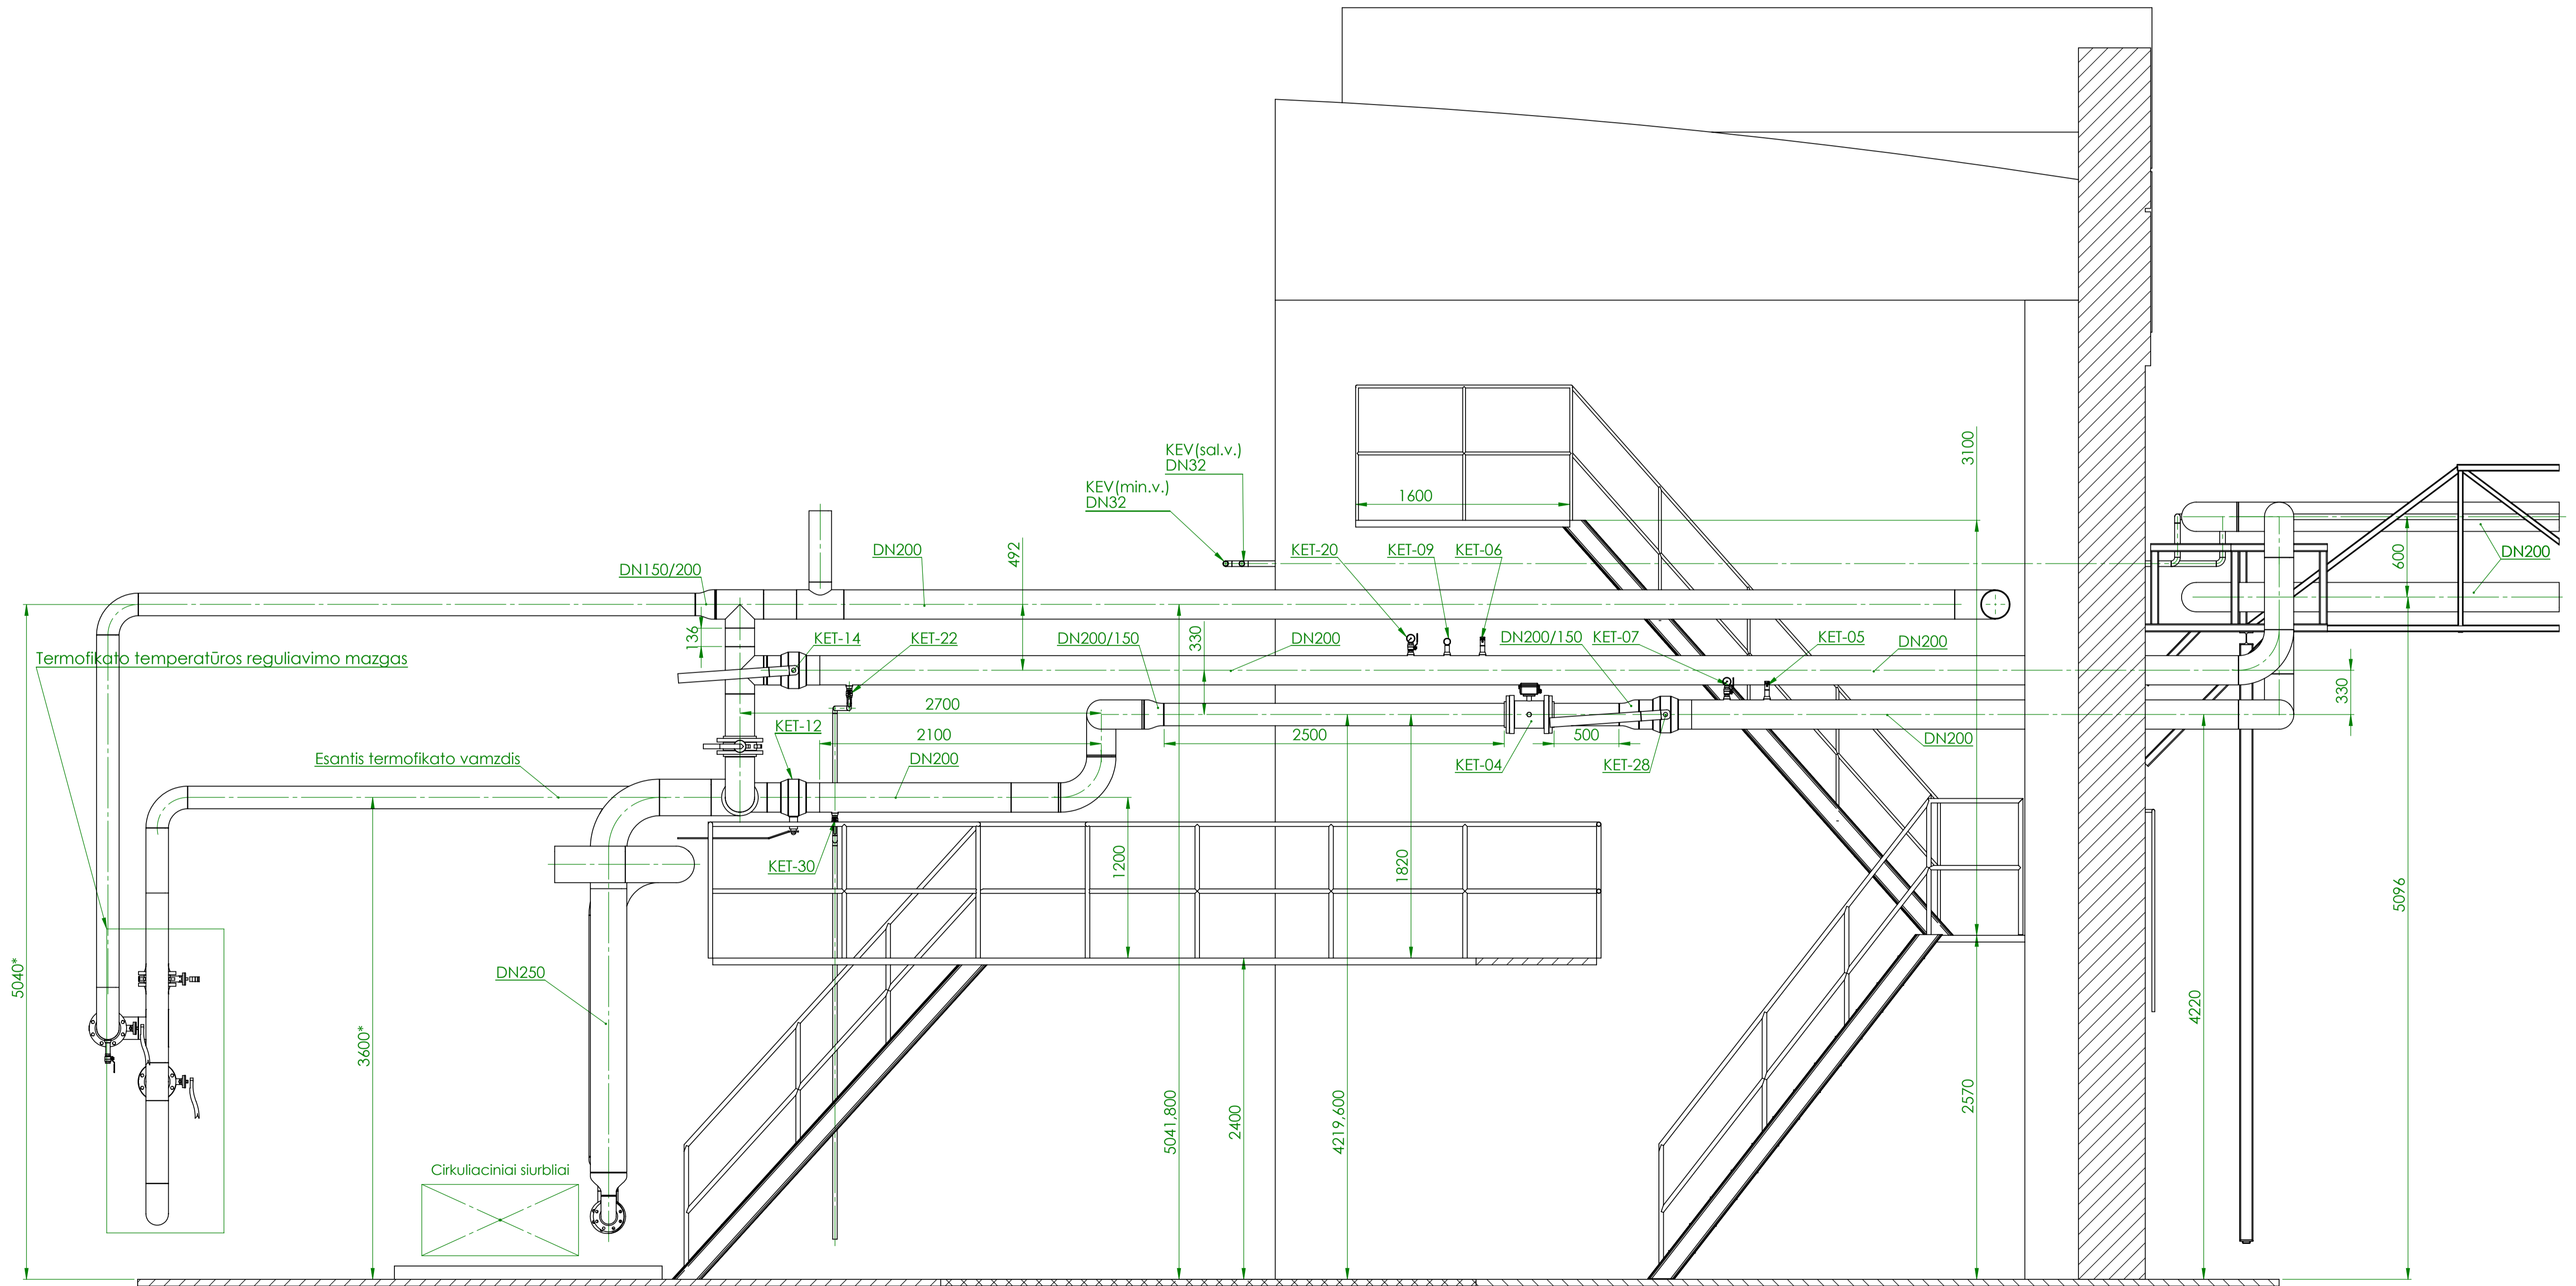 KEV(sal.v.)
DN32
KEV(min.v.)
DN32
1600
3100
DN150/200
DN200
492
KET-20
KET-09
KET-06
600
DN200
136
KET-14
KET-22
DN200/150
330
DN200
DN200/150
KET-07
KET-05
DN200
Termofikato temperatūros reguliavimo mazgas
330
2700
KET-12
2100
2500
500
DN200
Esantis termofikato vamzdis
DN200
KET-04
KET-28
KET-30
1200
1820
5096
DN250
5040*
3600*
4220
2570
5041,800
2400
4219,600
Cirkuliaciniai siurbliai